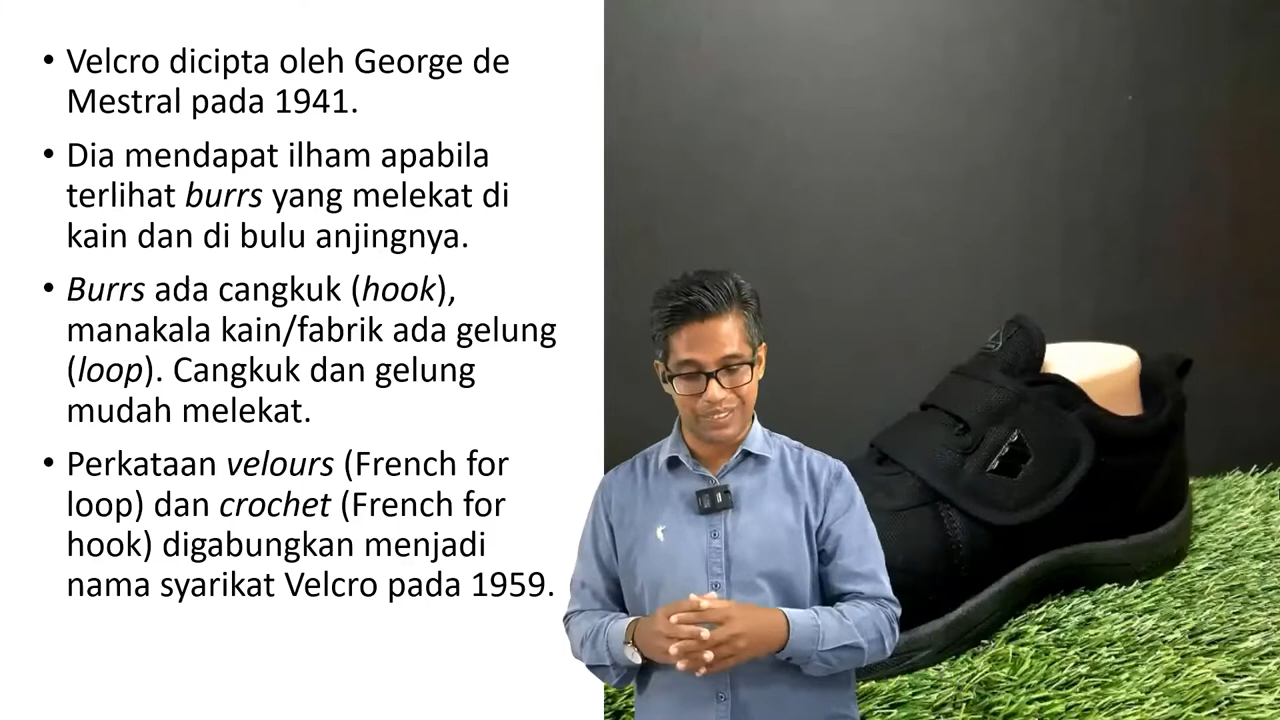 • Velcro dicipta oleh George de
Mestral pada 1941.
• Dia mendapat ilham apabila
terlihat burrs yang melekat di
kain dan di bulu anjingnya.
• Burrs ada cangkuk (hook),
manakala kain/fabrik ada gelung
(loop). Cangkuk dan gelung
mudah melekat.
• Perkataan velours (French for
loop) dan crochet (French for
hook) digabungkan menjadi
nama syarikat Velcro pada 1959.